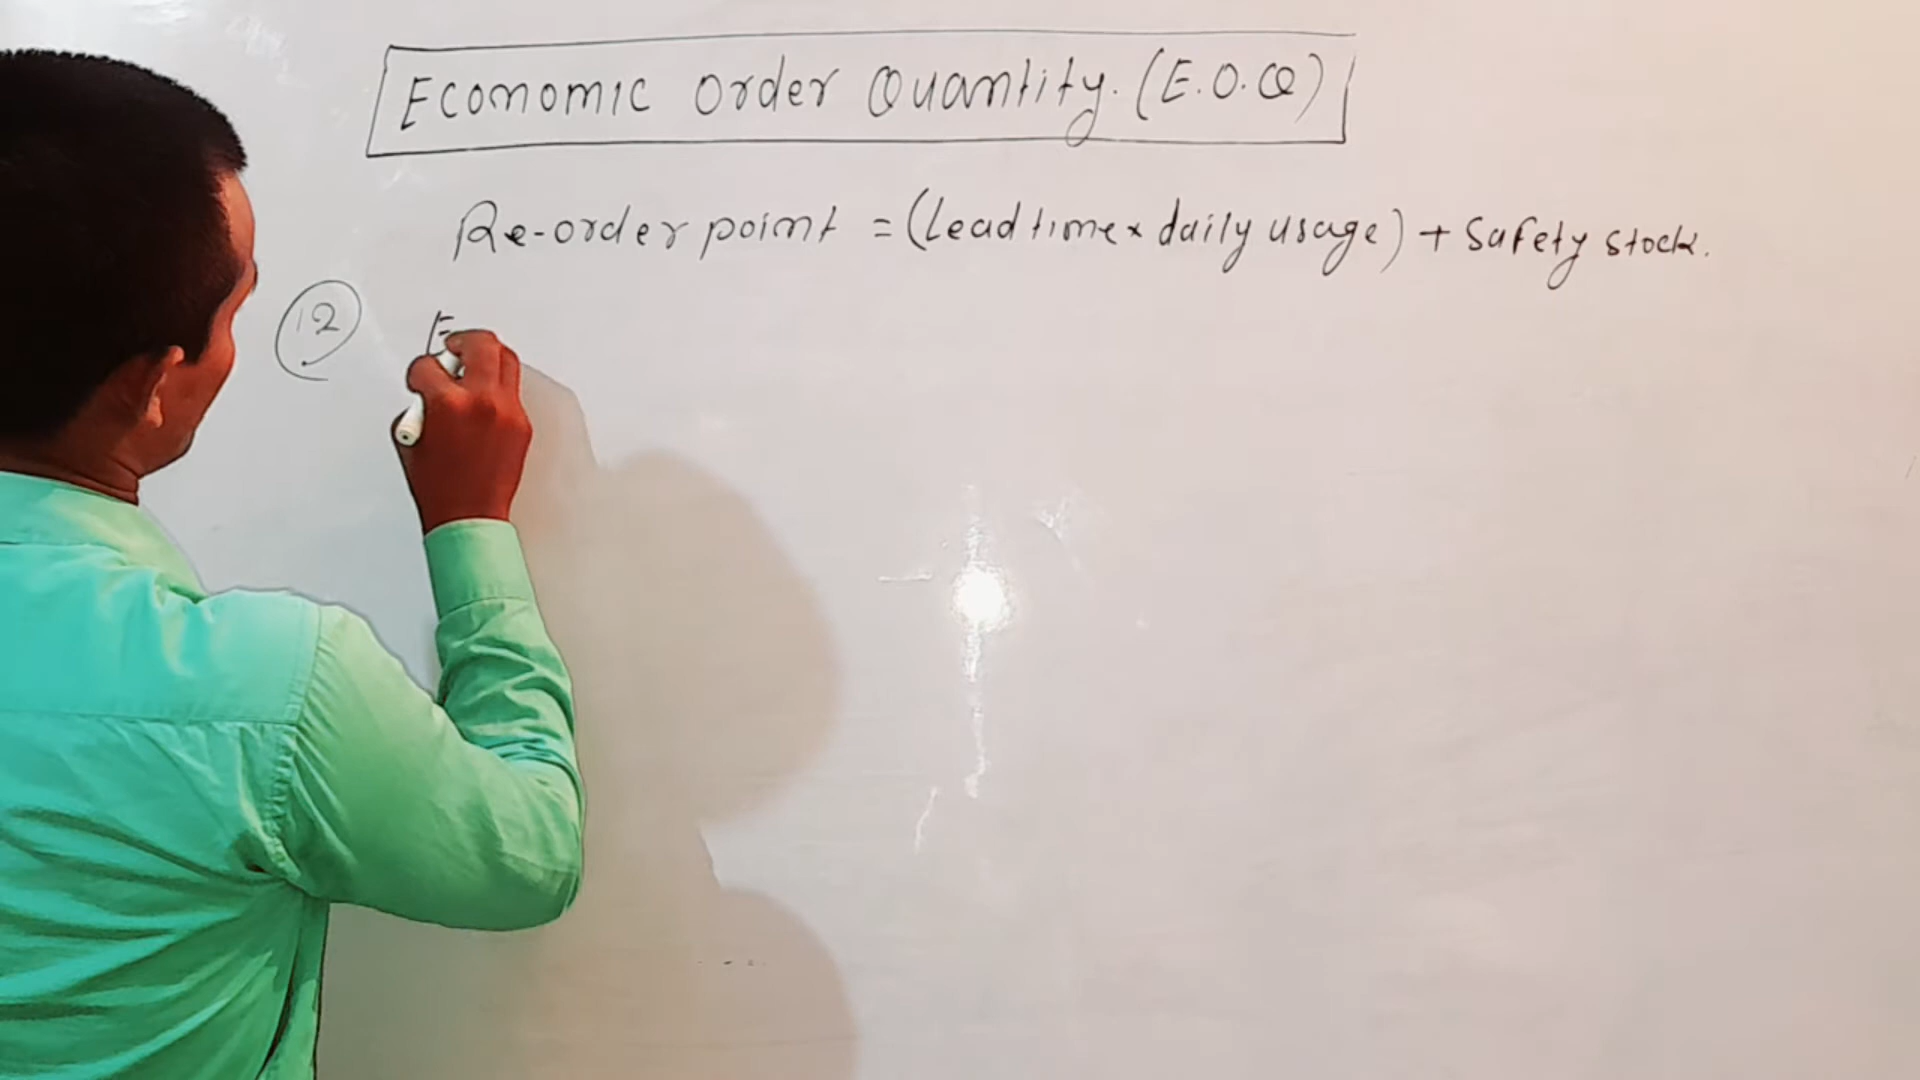 Economic Order Quantity. (E.O.Q)
Re-order point = (Lead time × daily usage) + Safety stock.
12 E